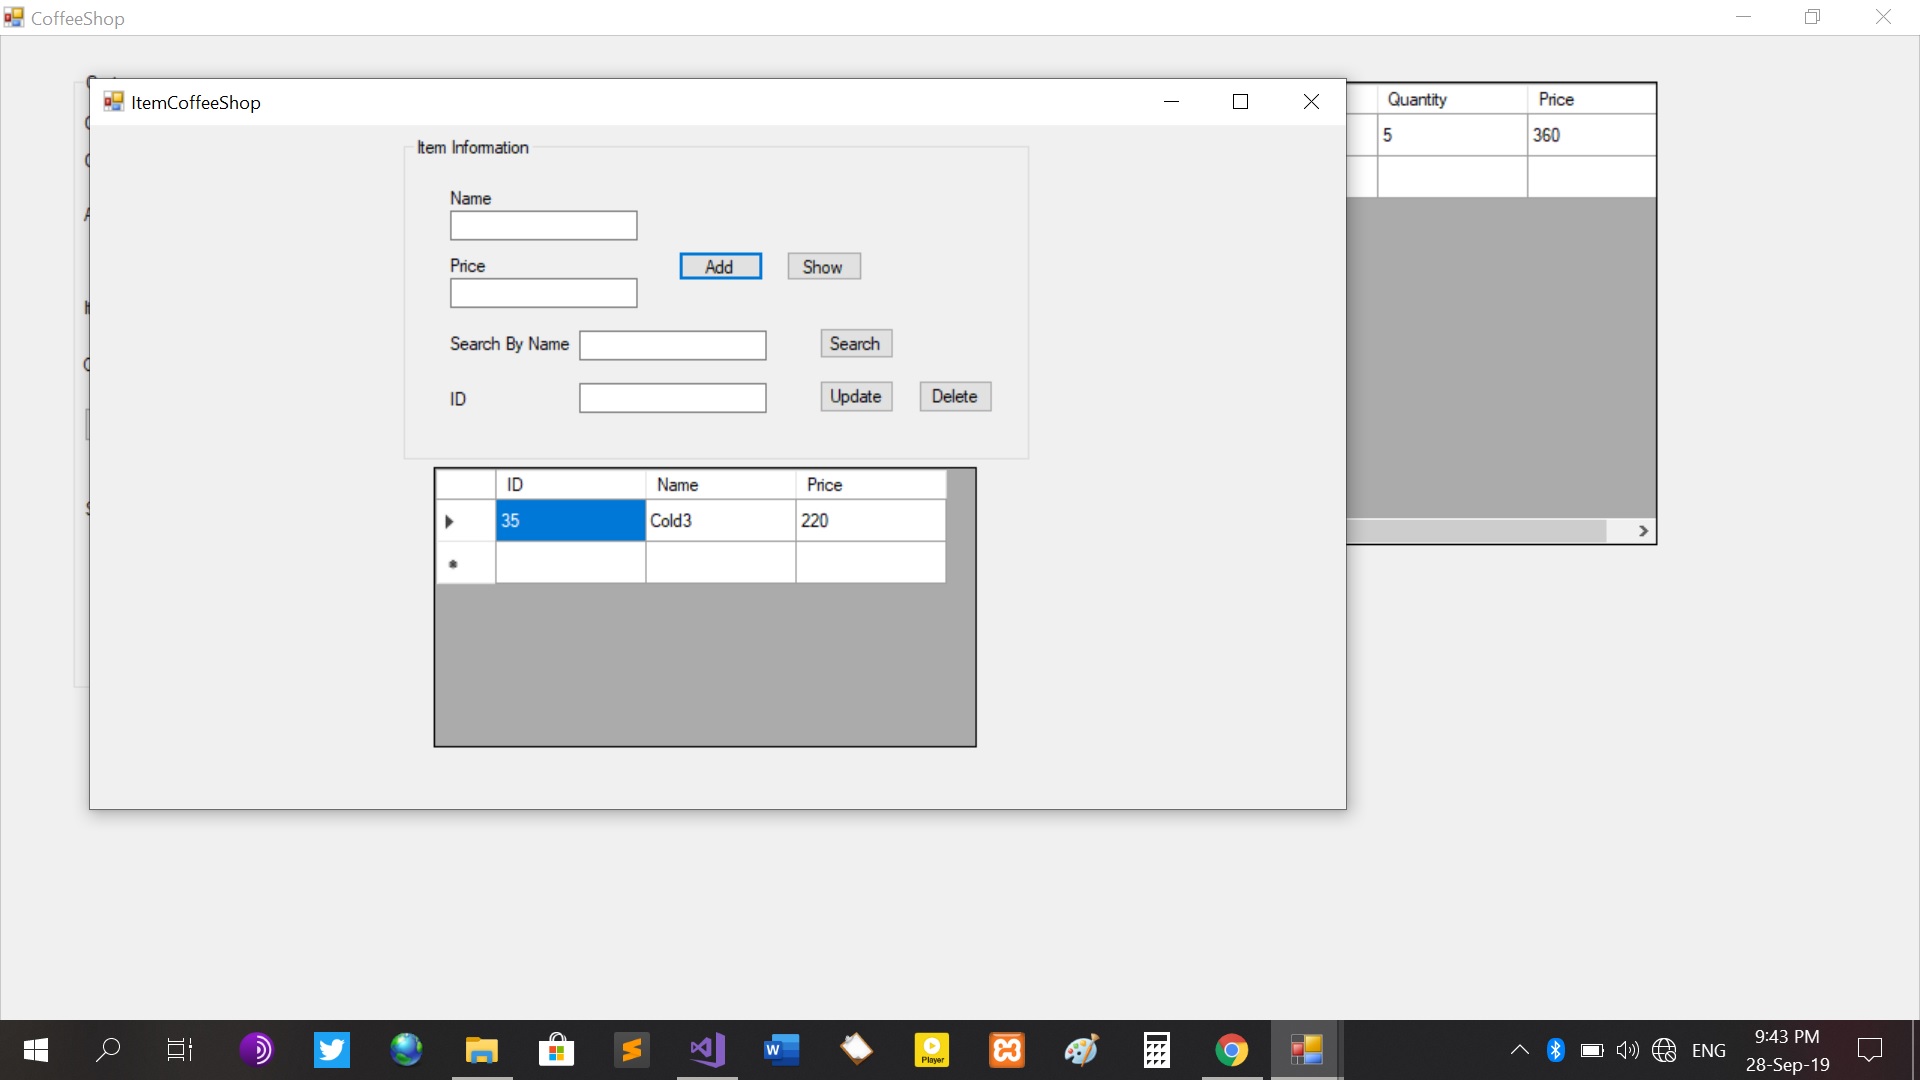 CoffeeShop
ItemCoffeeShop
Quantity Price
5 360
Item Information
Name
Price
Add Show
Search By Name Search
ID Update Delete
ID Name Price
35 Cold3 220
Player
ENG
9:43 PM
28-Sep-19